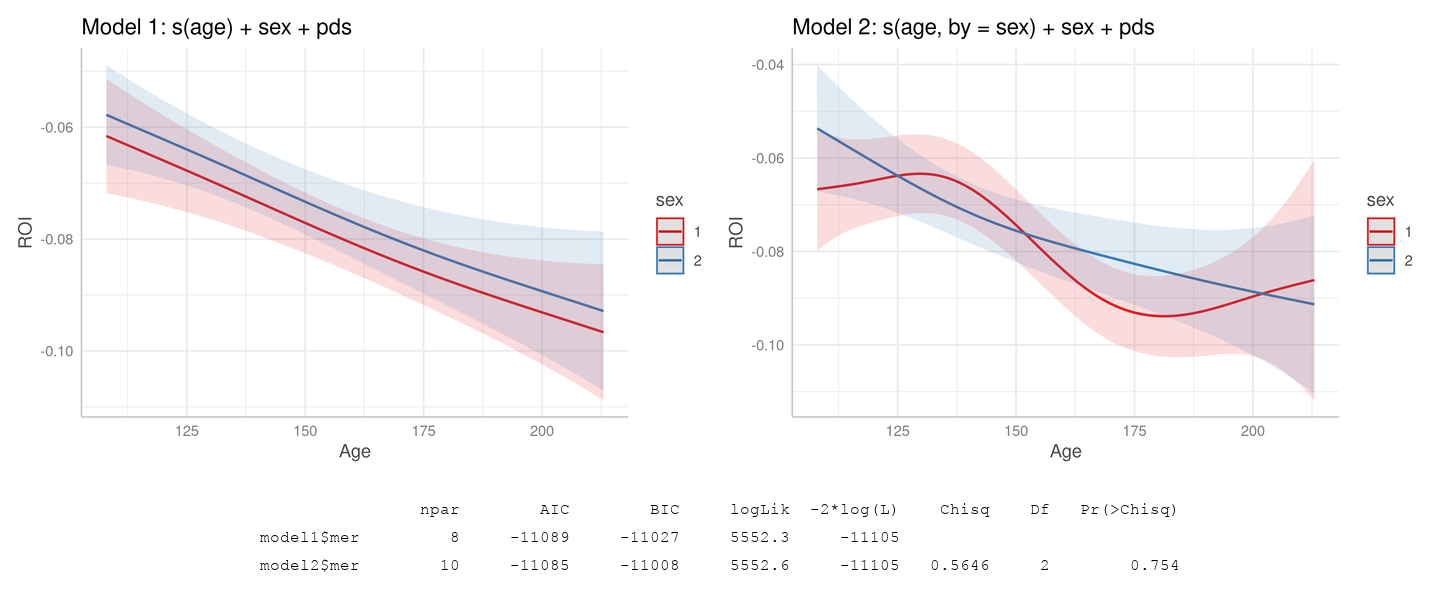 Model 1: s(age) + sex + pds
-0.06
-0.08
-0.10
ROI
125 150 175 200
Age
sex
1
2
Model 2: s(age, by = sex) + sex + pds
-0.04
-0.06
-0.08
-0.10
ROI
125 150 175 200
Age
sex
1
2
npar AIC BIC logLik -2*log(L) Chisq Df Pr(>Chisq)
model1$mer 8 -11089 -11027 5552.3 -11105
model2$mer 10 -11085 -11008 5552.6 -11105 0.5646 2 0.754